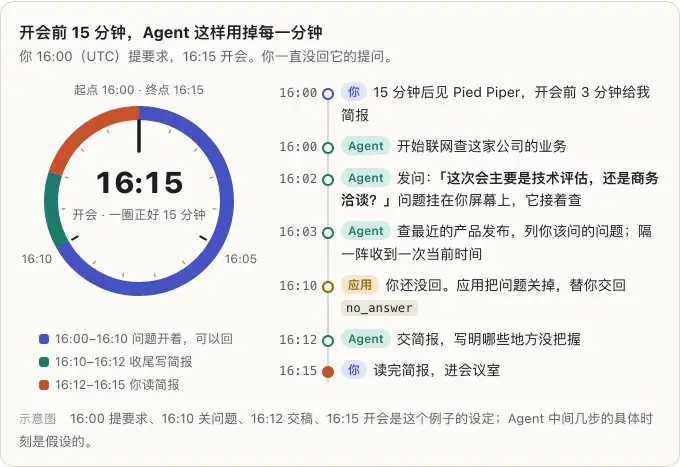 开会前 15 分钟，Agent 这样用掉每一分钟
你 16:00（UTC）提要求，16:15 开会。你一直没回它的提问。
起点 16:00 · 终点 16:15
16:15
开会 · 一圈正好 15 分钟
16:10
16:05
16:00–16:10 问题开着，可以回
16:10–16:12 收尾写简报
16:12–16:15 你读简报
16:00 你 15 分钟后见 Pied Piper，开会前 3 分钟给我
简报
16:00 Agent 开始联网查这家公司的业务
16:02 Agent 发问：「这次会主要是技术评估，还是商务
洽谈？」问题挂在你屏幕上，它接着查
16:03 Agent 查最近的产品发布，列你该问的问题；隔
一阵收到一次当前时间
16:10 应用 你还没回。应用把问题关掉，替你交回
no_answer
16:12 Agent 交简报，写明哪些地方没把握
16:15 你 读完简报，进会议室
示意图 16:00 提要求、16:10 关问题、16:12 交稿、16:15 开会是这个例子的设定；Agent 中间几步的具体时
刻是假设的。